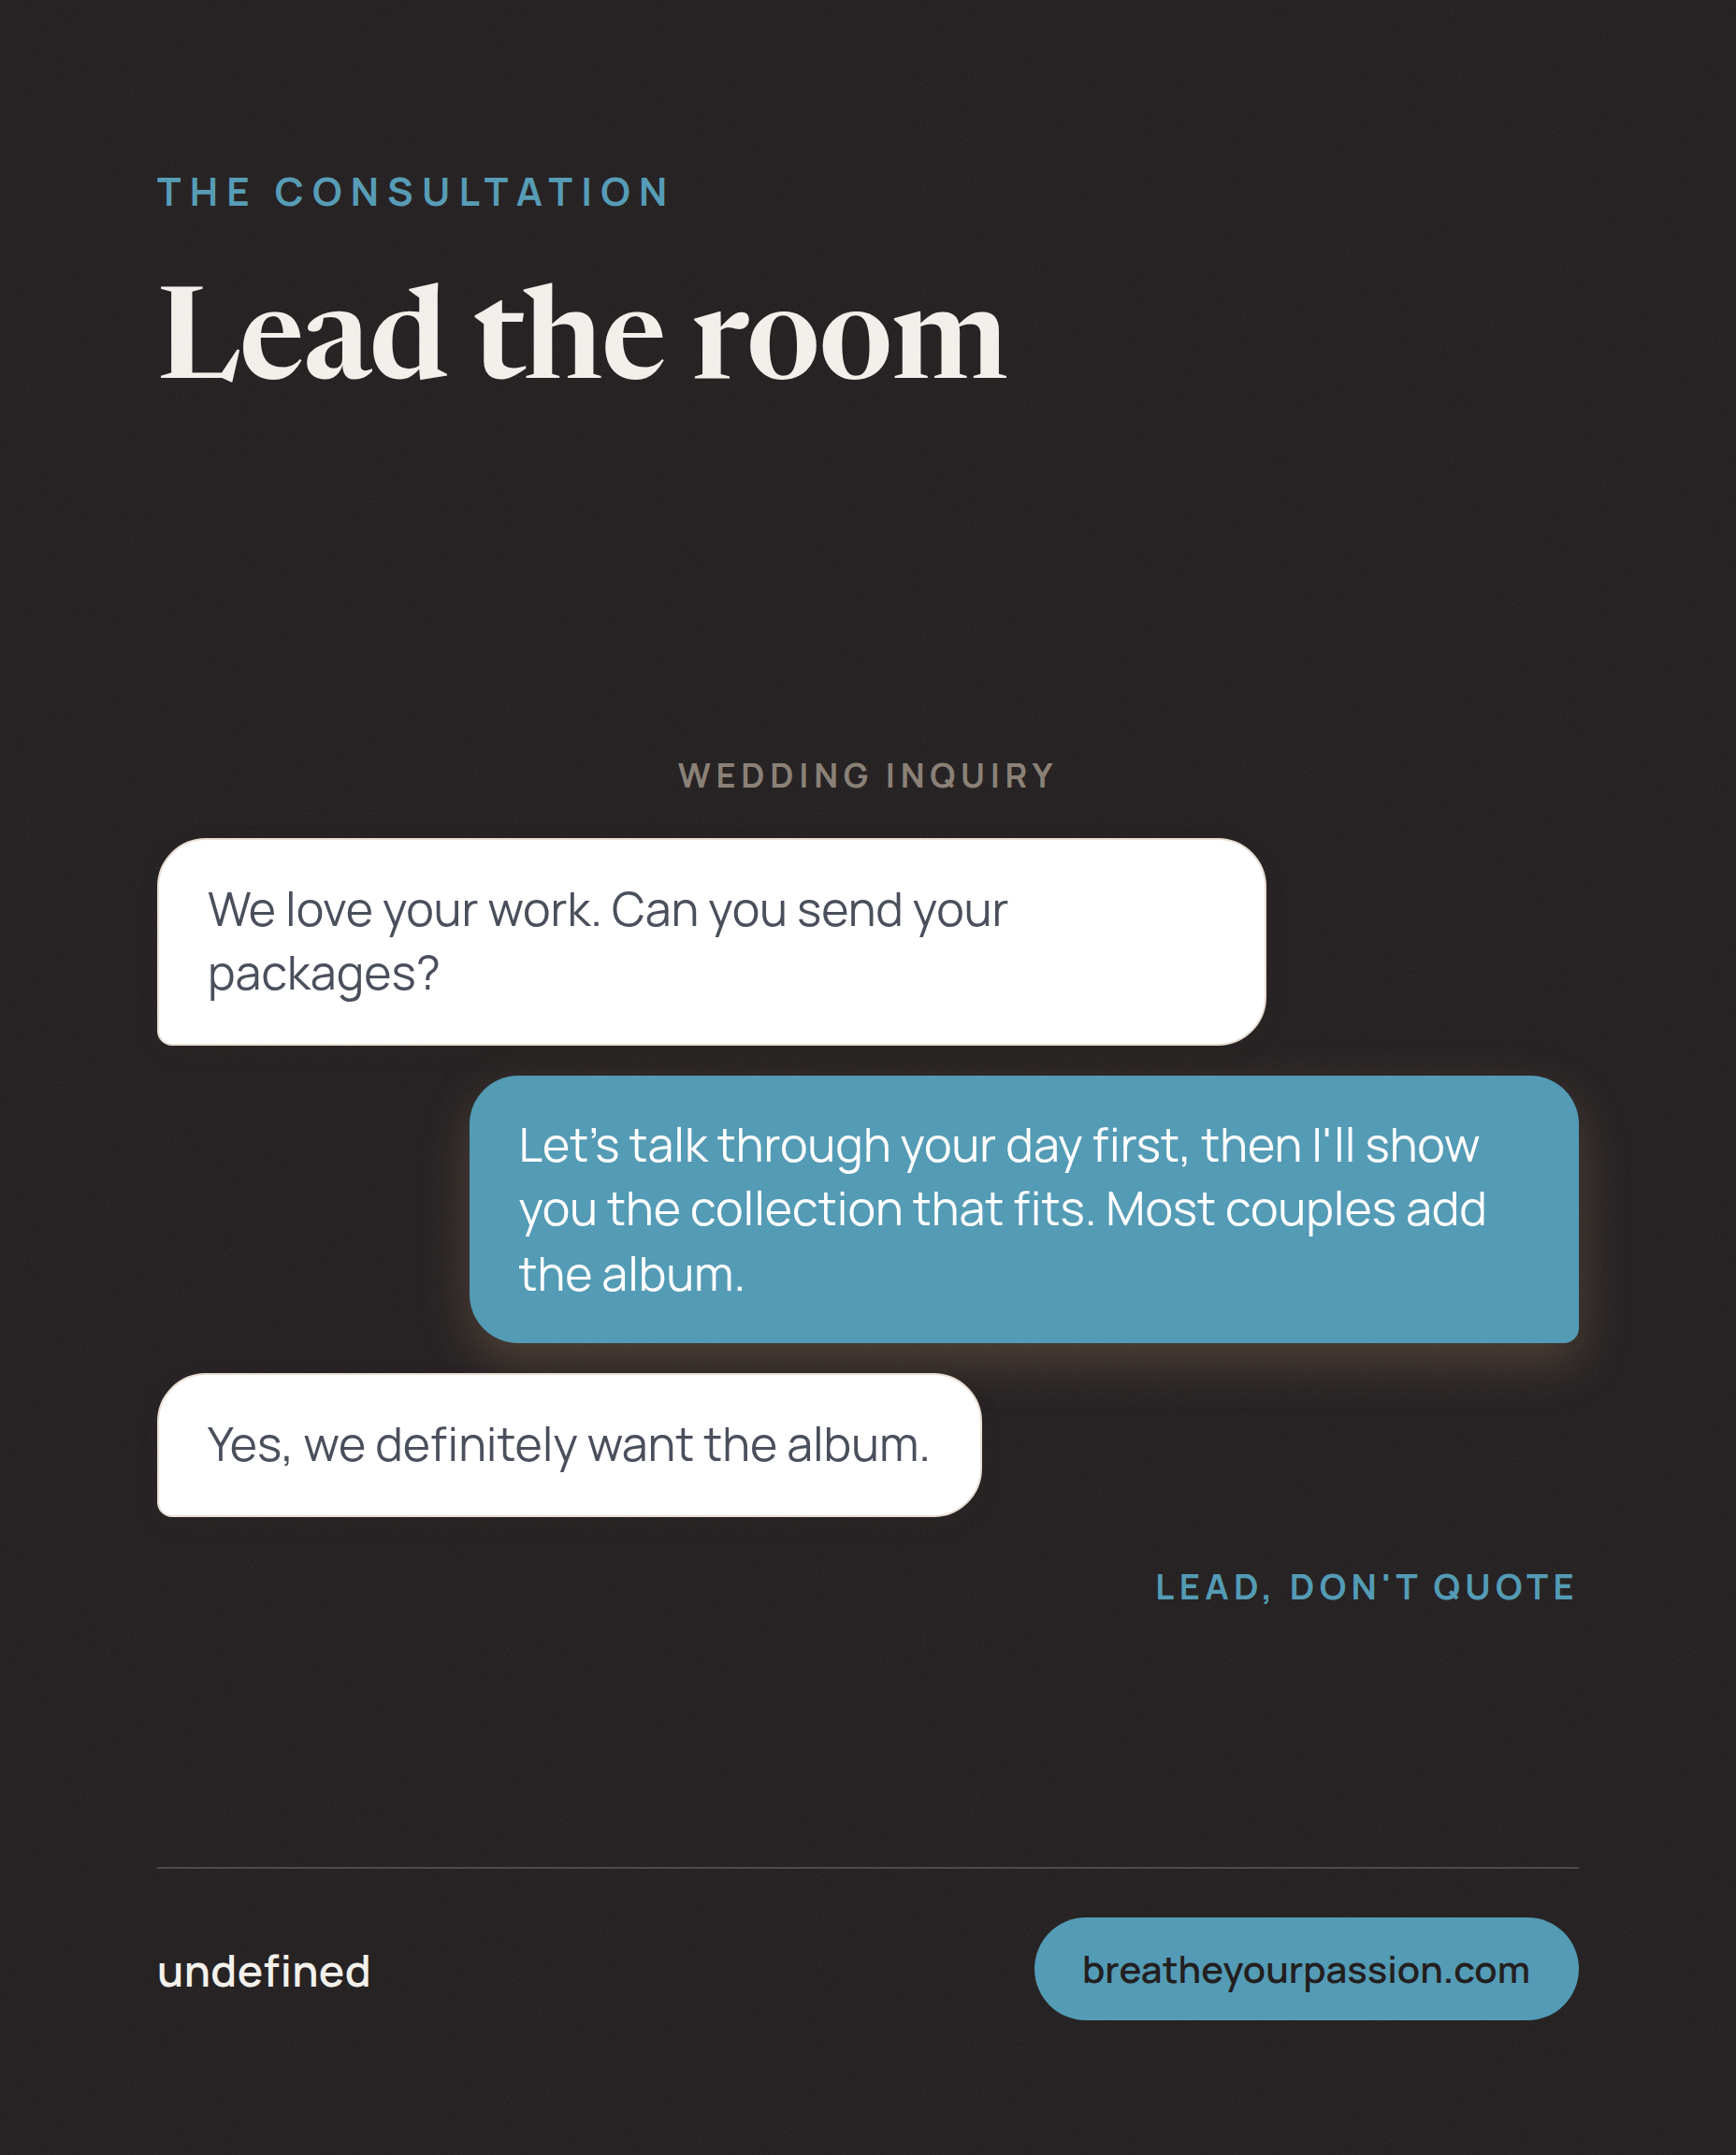 THE CONSULTATION
Lead the room
WEDDING INQUIRY
We love your work. Can you send your
packages?
Let’s talk through your day first, then I'll show
you the collection that fits. Most couples add
the album.
Yes, we definitely want the album.
LEAD, DON'T QUOTE
undefined
breatheyourpassion.com